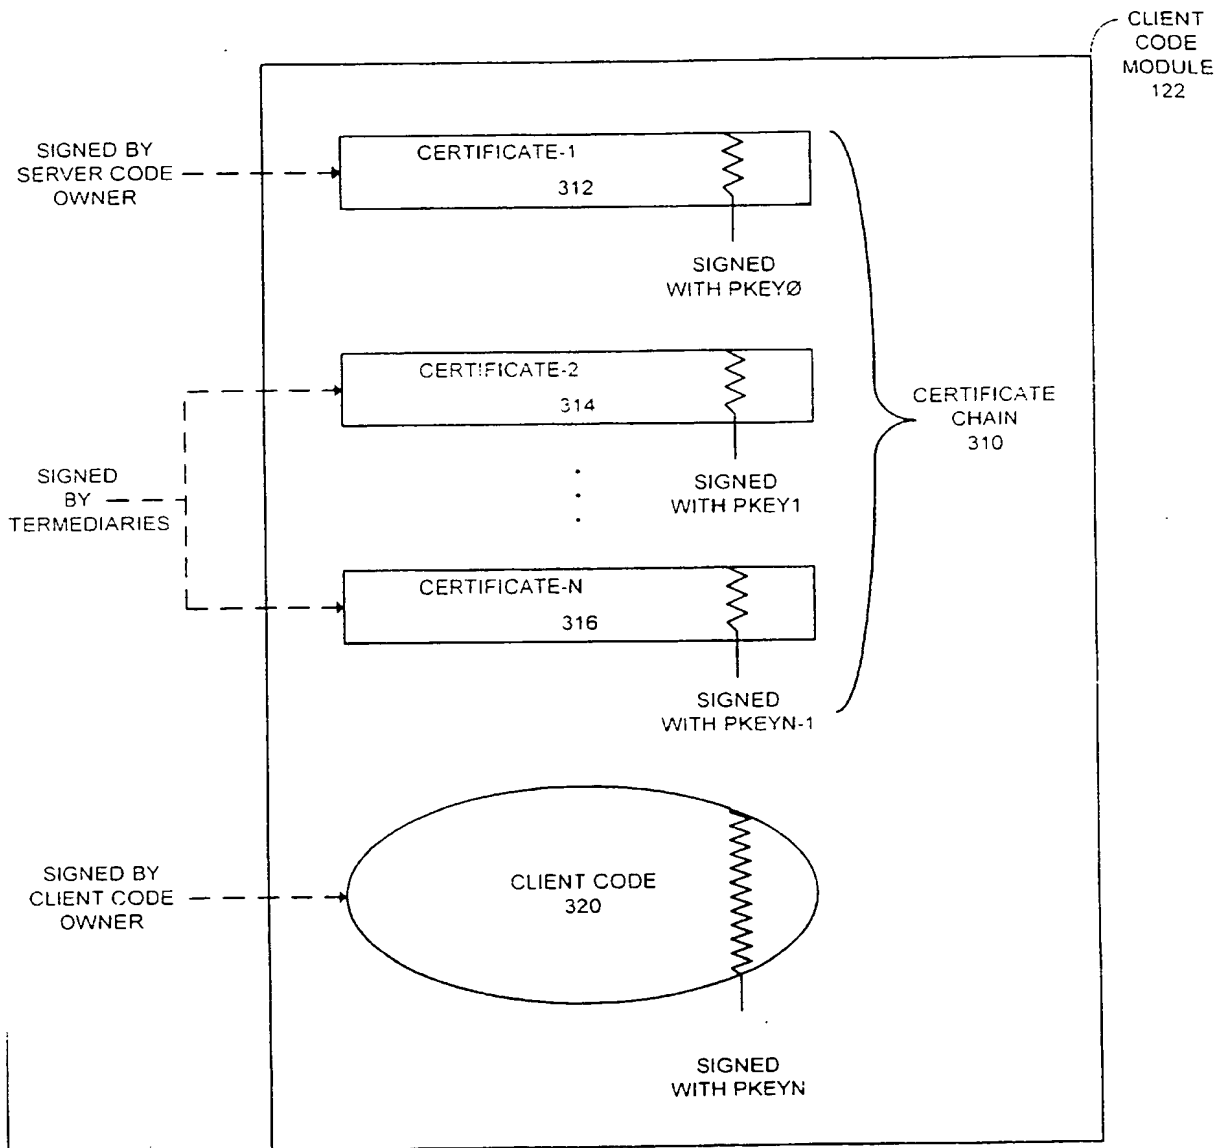 CLIENT
CODE
MODULE
122
SIGNED BY
SERVER CODE
OWNER
CERTIFICATE-1
312
SIGNED
WITH PKEYØ
CERTIFICATE-2
314
SIGNED
WITH PKEY1
CERTIFICATE
CHAIN
310
SIGNED
BY
TERMEDIARIES
CERTIFICATE-N
316
SIGNED
WITH PKEYN-1
SIGNED BY
CLIENT CODE
OWNER
CLIENT CODE
320
SIGNED
WITH PKEYN